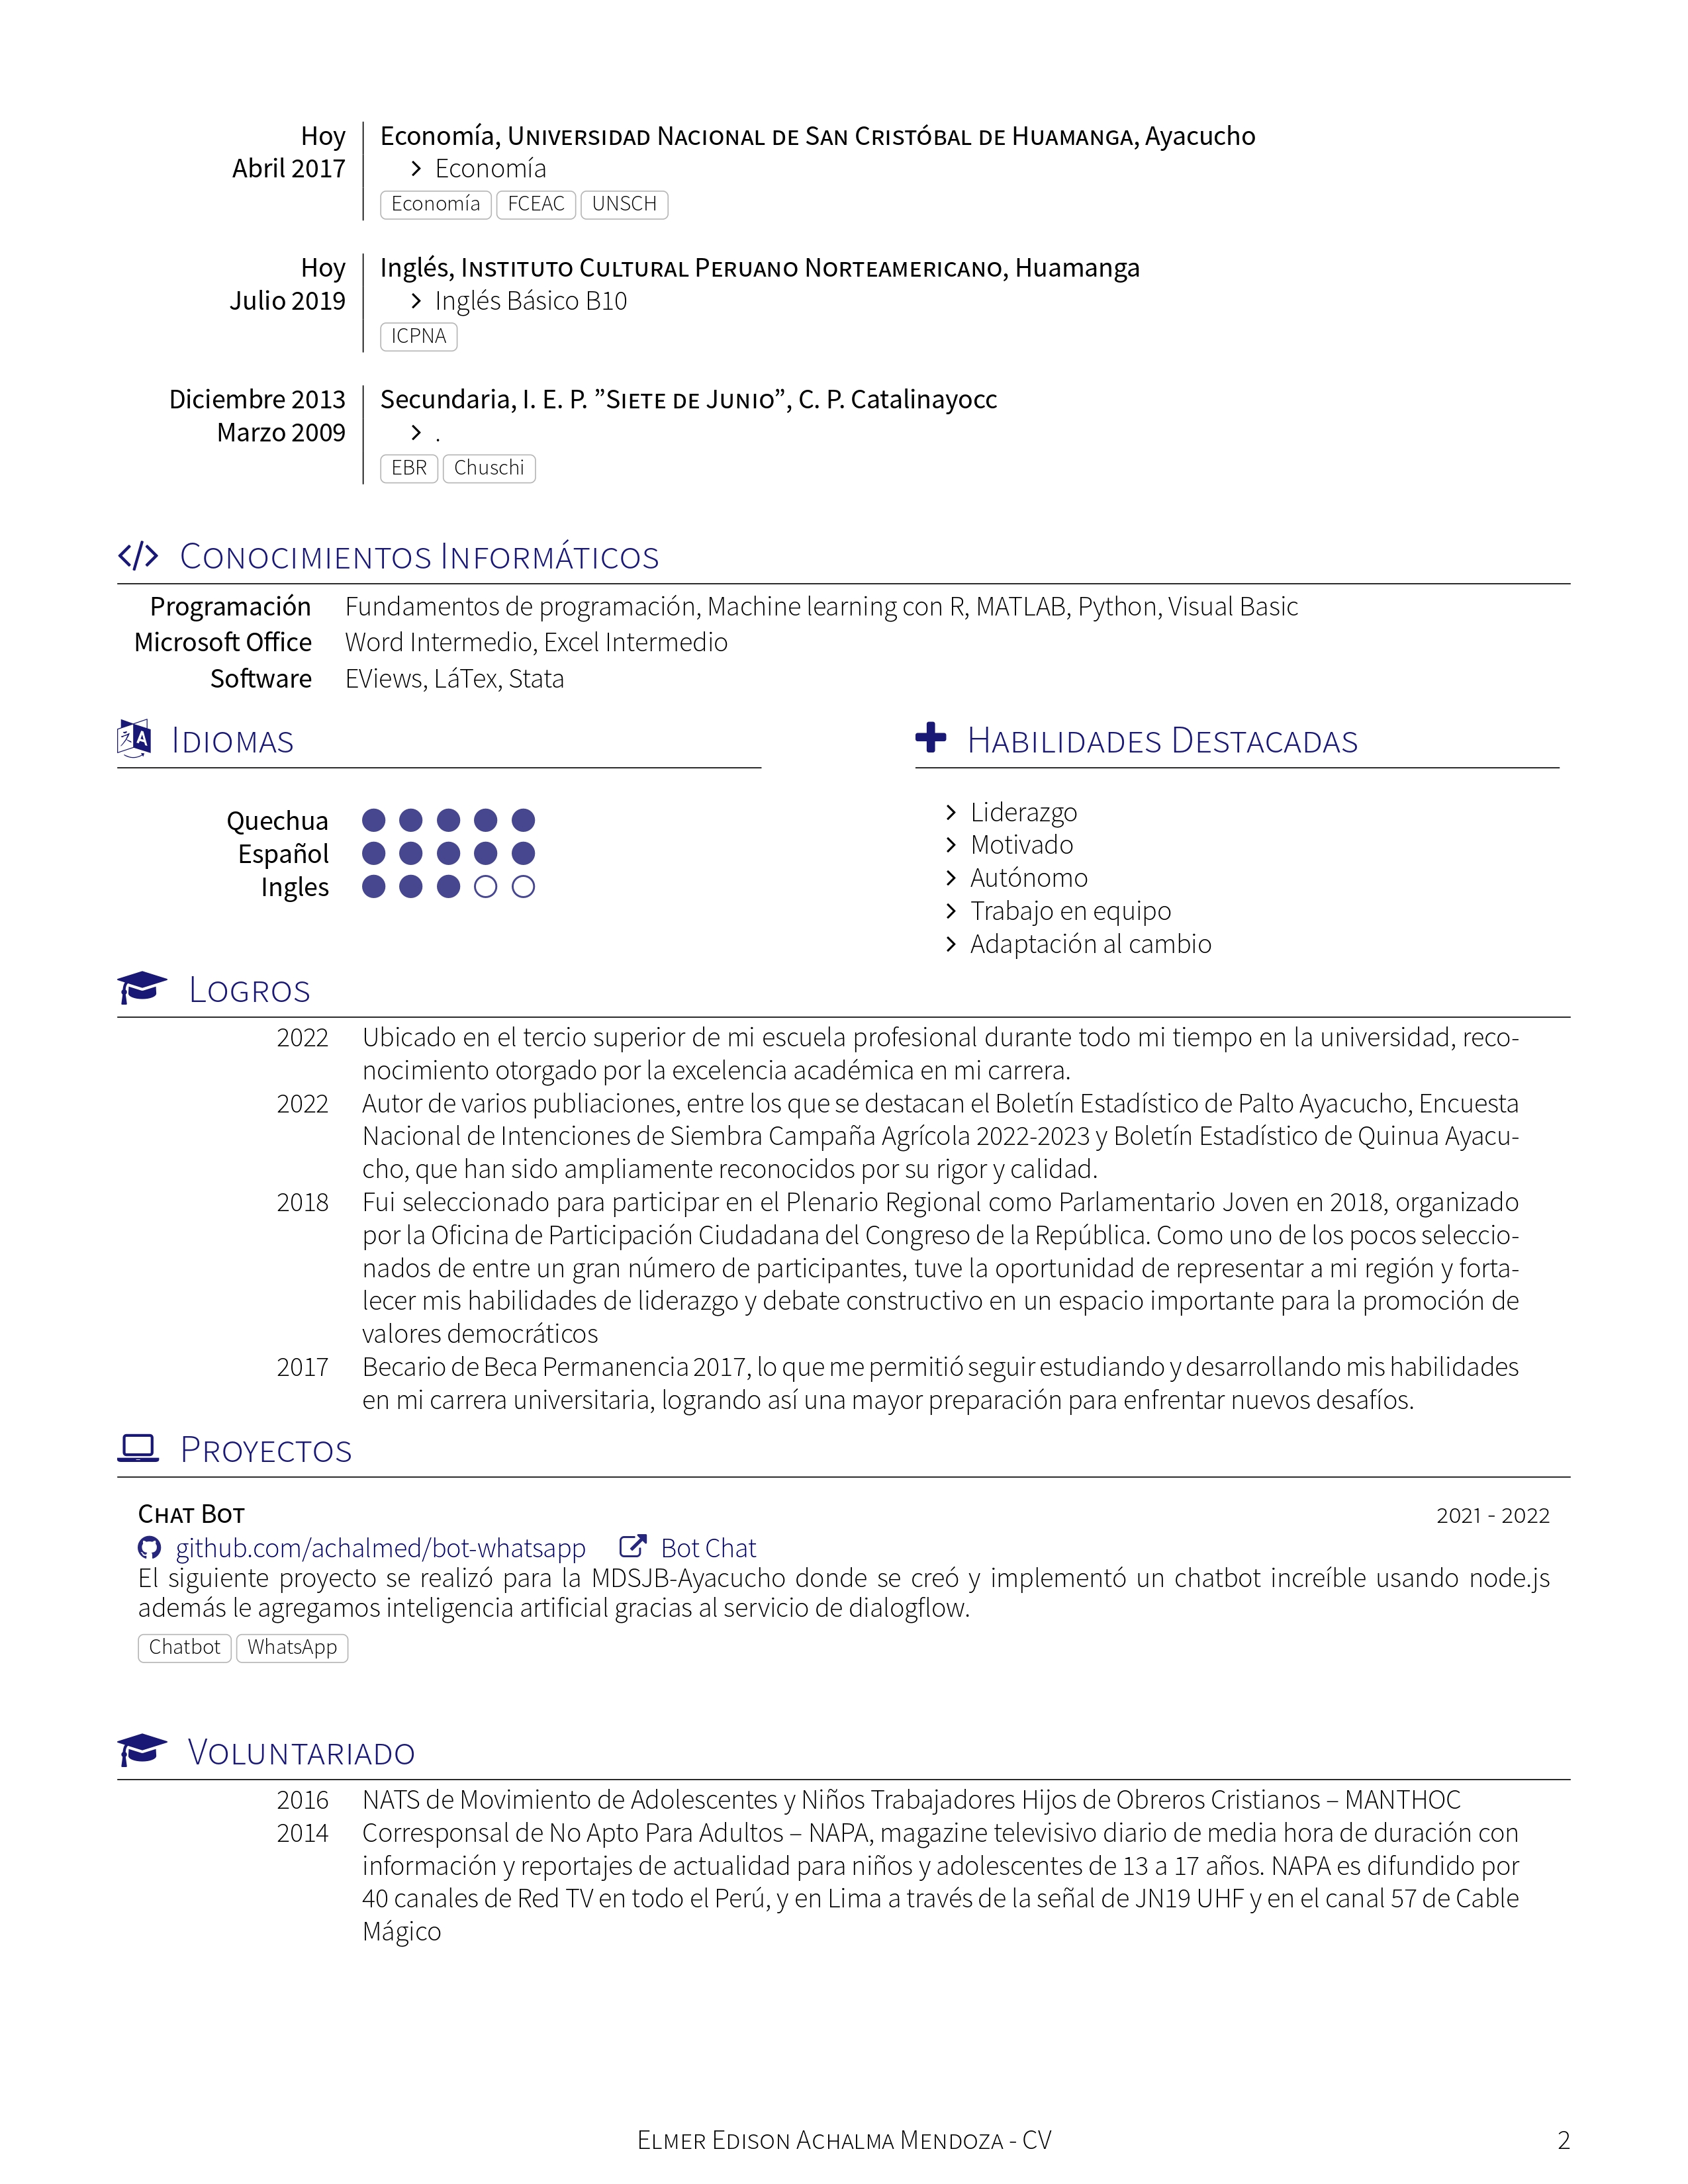 Hoy
Economía, Universidad Nacional de San Cristóbal de Huamanga, Ayacucho
Abril 2017
Economía
Economía FCEAC UNSCH
Hoy
Inglés, Instituto Cultural Peruano Norteamericano, Huamanga
Julio 2019
Inglés Básico B10
ICPNA
Diciembre 2013
Secundaria, I. E. P. ”Siete de Junio”, C. P. Catalinayocc
Marzo 2009
.
EBR Chuschi
Conocimientos Informáticos
Programación Fundamentos de programación, Machine learning con R, MATLAB, Python, Visual Basic
Microsoft Office Word Intermedio, Excel Intermedio
Software EViews, LáTex, Stata
Idiomas
Quechua
Español
Ingles
Habilidades Destacadas
Liderazgo
Motivado
Autónomo
Trabajo en equipo
Adaptación al cambio
Logros
2022 Ubicado en el tercio superior de mi escuela profesional durante todo mi tiempo en la universidad, reco-
nocimiento otorgado por la excelencia académica en mi carrera.
2022 Autor de varios publiaciones, entre los que se destacan el Boletín Estadístico de Palto Ayacucho, Encuesta
Nacional de Intenciones de Siembra Campaña Agrícola 2022-2023 y Boletín Estadístico de Quinua Ayacu-
cho, que han sido ampliamente reconocidos por su rigor y calidad.
2018 Fui seleccionado para participar en el Plenario Regional como Parlamentario Joven en 2018, organizado
por la Oficina de Participación Ciudadana del Congreso de la República. Como uno de los pocos seleccio-
nados de entre un gran número de participantes, tuve la oportunidad de representar a mi región y forta-
lecer mis habilidades de liderazgo y debate constructivo en un espacio importante para la promoción de
valores democráticos
2017 Becario de Beca Permanencia 2017, lo que me permitió seguir estudiando y desarrollando mis habilidades
en mi carrera universitaria, logrando así una mayor preparación para enfrentar nuevos desafíos.
Proyectos
Chat Bot 2021 - 2022
github.com/achalmed/bot-whatsapp Bot Chat
El siguiente proyecto se realizó para la MDSJB-Ayacucho donde se creó y implementó un chatbot increíble usando node.js
además le agregamos inteligencia artificial gracias al servicio de dialogflow.
Chatbot WhatsApp
Voluntariado
2016 NATS de Movimiento de Adolescentes y Niños Trabajadores Hijos de Obreros Cristianos – MANTHOC
2014 Corresponsal de No Apto Para Adultos – NAPA, magazine televisivo diario de media hora de duración con
información y reportajes de actualidad para niños y adolescentes de 13 a 17 años. NAPA es difundido por
40 canales de Red TV en todo el Perú, y en Lima a través de la señal de JN19 UHF y en el canal 57 de Cable
Mágico
Elmer Edison Achalma Mendoza - CV 2